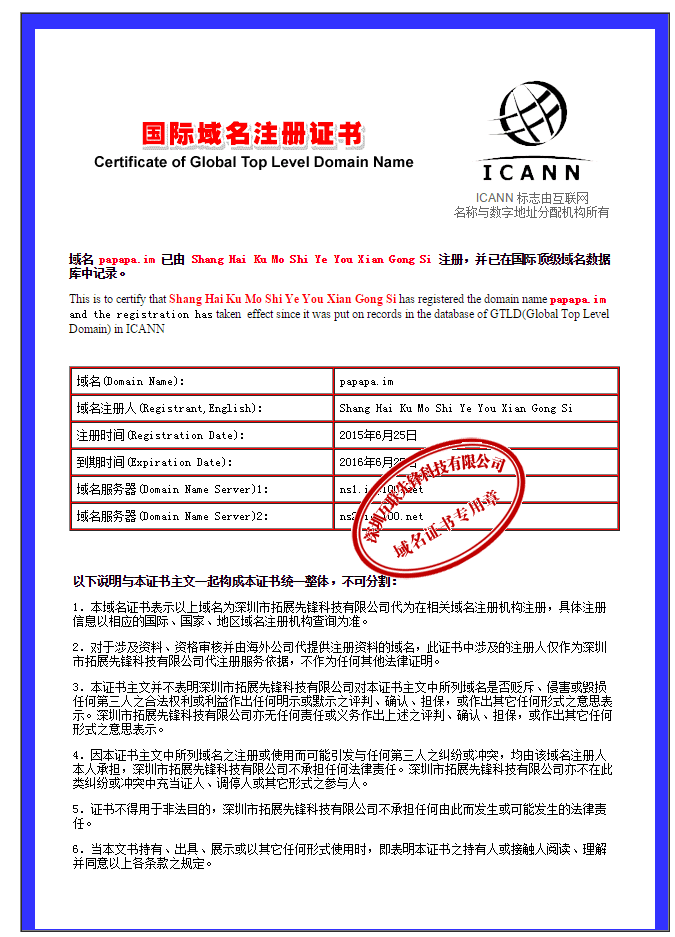 国际域名注册证书
Certificate of Global Top Level Domain Name
ICANN
ICANN 标志由互联网
名称与数字地址分配机构所有
域名 papapa.im 已由 Shang Hai Ku Mo Shi Ye You Xian Gong Si 注册，并已在国际顶级域名数据
库中记录。
This is to certify that Shang Hai Ku Mo Shi Ye You Xian Gong Si has registered the domain name papapa.im
and the registration has taken effect since it was put on records in the database of GTLD(Global Top Level
Domain) in ICANN
域名(Domain Name): papapa.im
域名注册人(Registrant,English): Shang Hai Ku Mo Shi Ye You Xian Gong Si
注册时间(Registration Date): 2015年6月25日
到期时间(Expiration Date): 2016年6月25日
域名服务器(Domain Name Server)1:
域名服务器(Domain Name Server)2:
深圳互联先锋科技有限公司
域名证书专用章
以下说明与本证书主文一起构成本证书统一整体，不可分割：
1．本域名证书表示以上域名为深圳市拓展先锋科技有限公司代为在相关域名注册机构注册，具体注册
信息以相应的国际、国家、地区域名注册机构查询为准。
2．对于涉及资料、资格审核并由海外公司代提供注册资料的域名，此证书中涉及的注册人仅作为深圳
市拓展先锋科技有限公司代注册服务依据，不作为任何其他法律证明。
3．本证书主文并不表明深圳市拓展先锋科技有限公司对本证书主文中所列域名是否贬斥、侵害或毁损
任何第三人之合法权利或利益作出任何明示或默示之评判、确认、担保，或作出其它任何形式之意思表
示。深圳市拓展先锋科技有限公司亦无任何责任或义务作出上述之评判、确认、担保，或作出其它任何
形式之意思表示。
4．因本证书主文中所列域名之注册或使用而可能引发与任何第三人之纠纷或冲突，均由该域名注册人
本人承担，深圳市拓展先锋科技有限公司不承担任何法律责任。深圳市拓展先锋科技有限公司亦不在此
类纠纷或冲突中充当证人、调停人或其它形式之参与人。
5．证书不得用于非法目的，深圳市拓展先锋科技有限公司不承担任何由此而发生或可能发生的法律责
任。
6．当本文书持有、出具、展示或以其它任何形式使用时，即表明本证书之持有人或接触人阅读、理解
并同意以上各条款之规定。